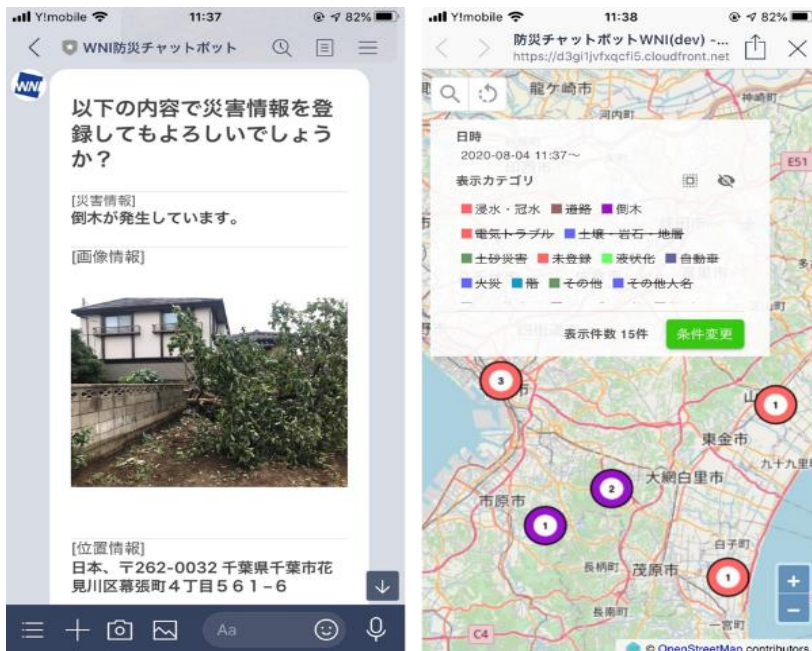 Y!mobile
11:37
82%
WNI防災チャットボット
WNI
以下の内容で災害情報を登
録してもよろしいでしょう
か？
[災害情報]
倒木が発生しています。
[画像情報]
[位置情報]
日本、〒262-0032 千葉県千葉市花
見川区幕張町４丁目５６１−６
Aa
Y!mobile
11:38
82%
防災チャットボットWNI(dev) -...
https://d3gi1jvfxqcfi5.cloudfront.net
龍ケ崎市
河内町
神崎町
E51
日時
2020-08-04 11:37〜
表示カテゴリ
浸水・冠水 道路 倒木
電気トラブル 土壌・岩石・地層
土砂災害 未登録 液状化 自動車
火災 階 その他 その他人名
表示件数 15件
条件変更
3
市
山
1
東金市
九十九里
大網白里市
2
市原市
1
白子町
長柄町
茂原市
1
長南町
一宮町
C4
+
−
© OpenStreetMap contributors